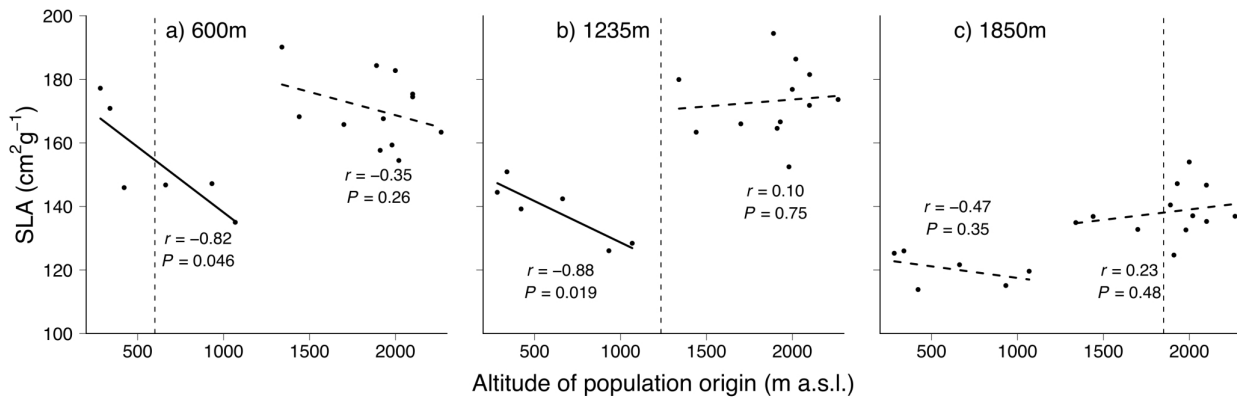 a) 600m
b) 1235m
c) 1850m
SLA (cm²g⁻¹)
200
180
160
140
120
100
r = −0.35
P = 0.26
r = −0.82
P = 0.046
r = 0.10
P = 0.75
r = −0.88
P = 0.019
r = −0.47
P = 0.35
r = 0.23
P = 0.48
500 1000 1500 2000
500 1000 1500 2000
500 1000 1500 2000
Altitude of population origin (m a.s.l.)